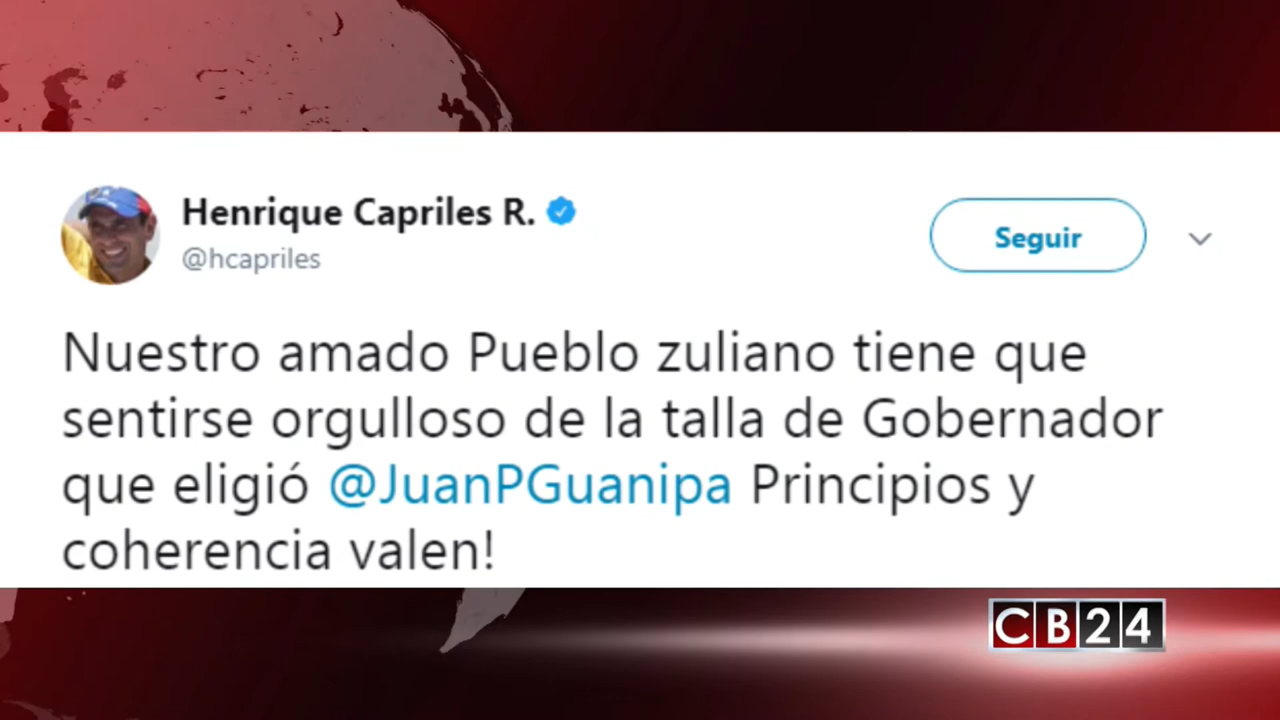 Henrique Capriles R.
@hcapriles
Seguir
Nuestro amado Pueblo zuliano tiene que
sentirse orgulloso de la talla de Gobernador
que eligió @JuanPGuanipa Principios y
coherencia valen!
CB24